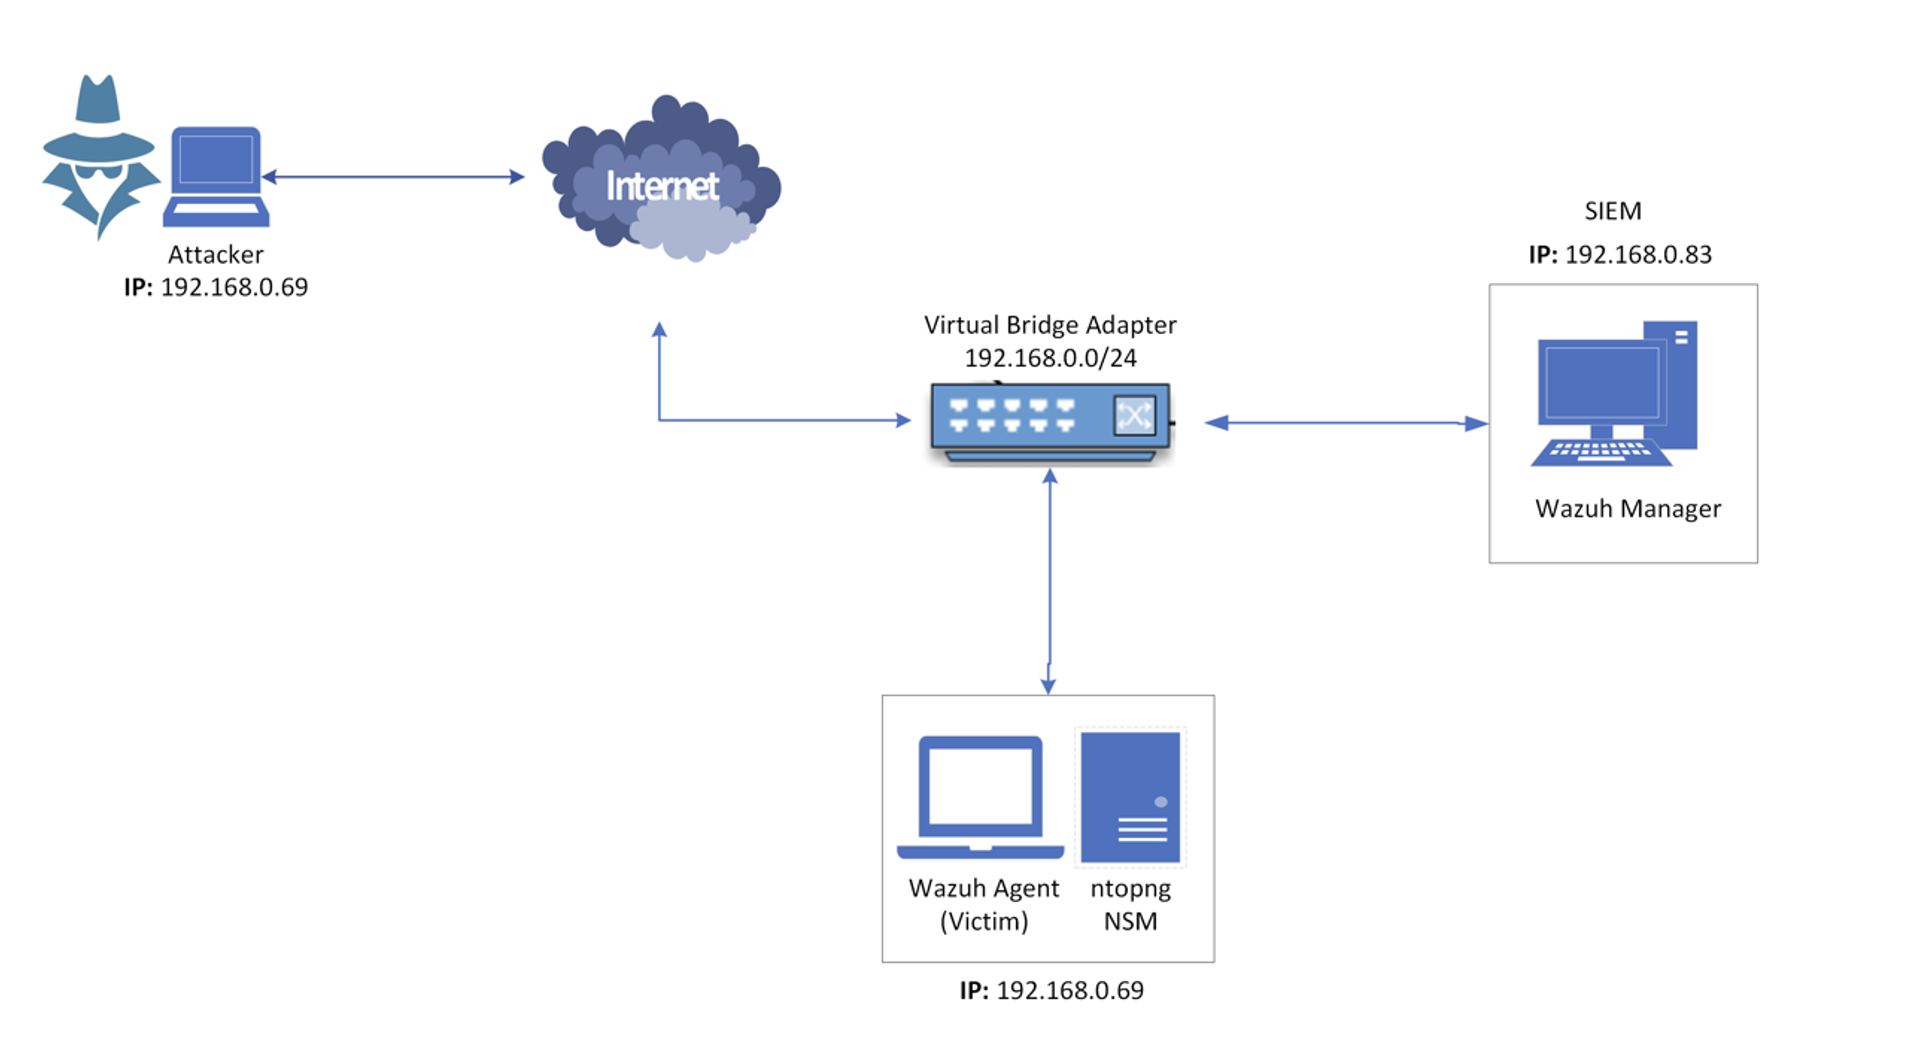 Internet
Attacker
IP: 192.168.0.69
SIEM
IP: 192.168.0.83
Virtual Bridge Adapter
192.168.0.0/24
Wazuh Manager
Wazuh Agent
(Victim)
ntopng
NSM
IP: 192.168.0.69